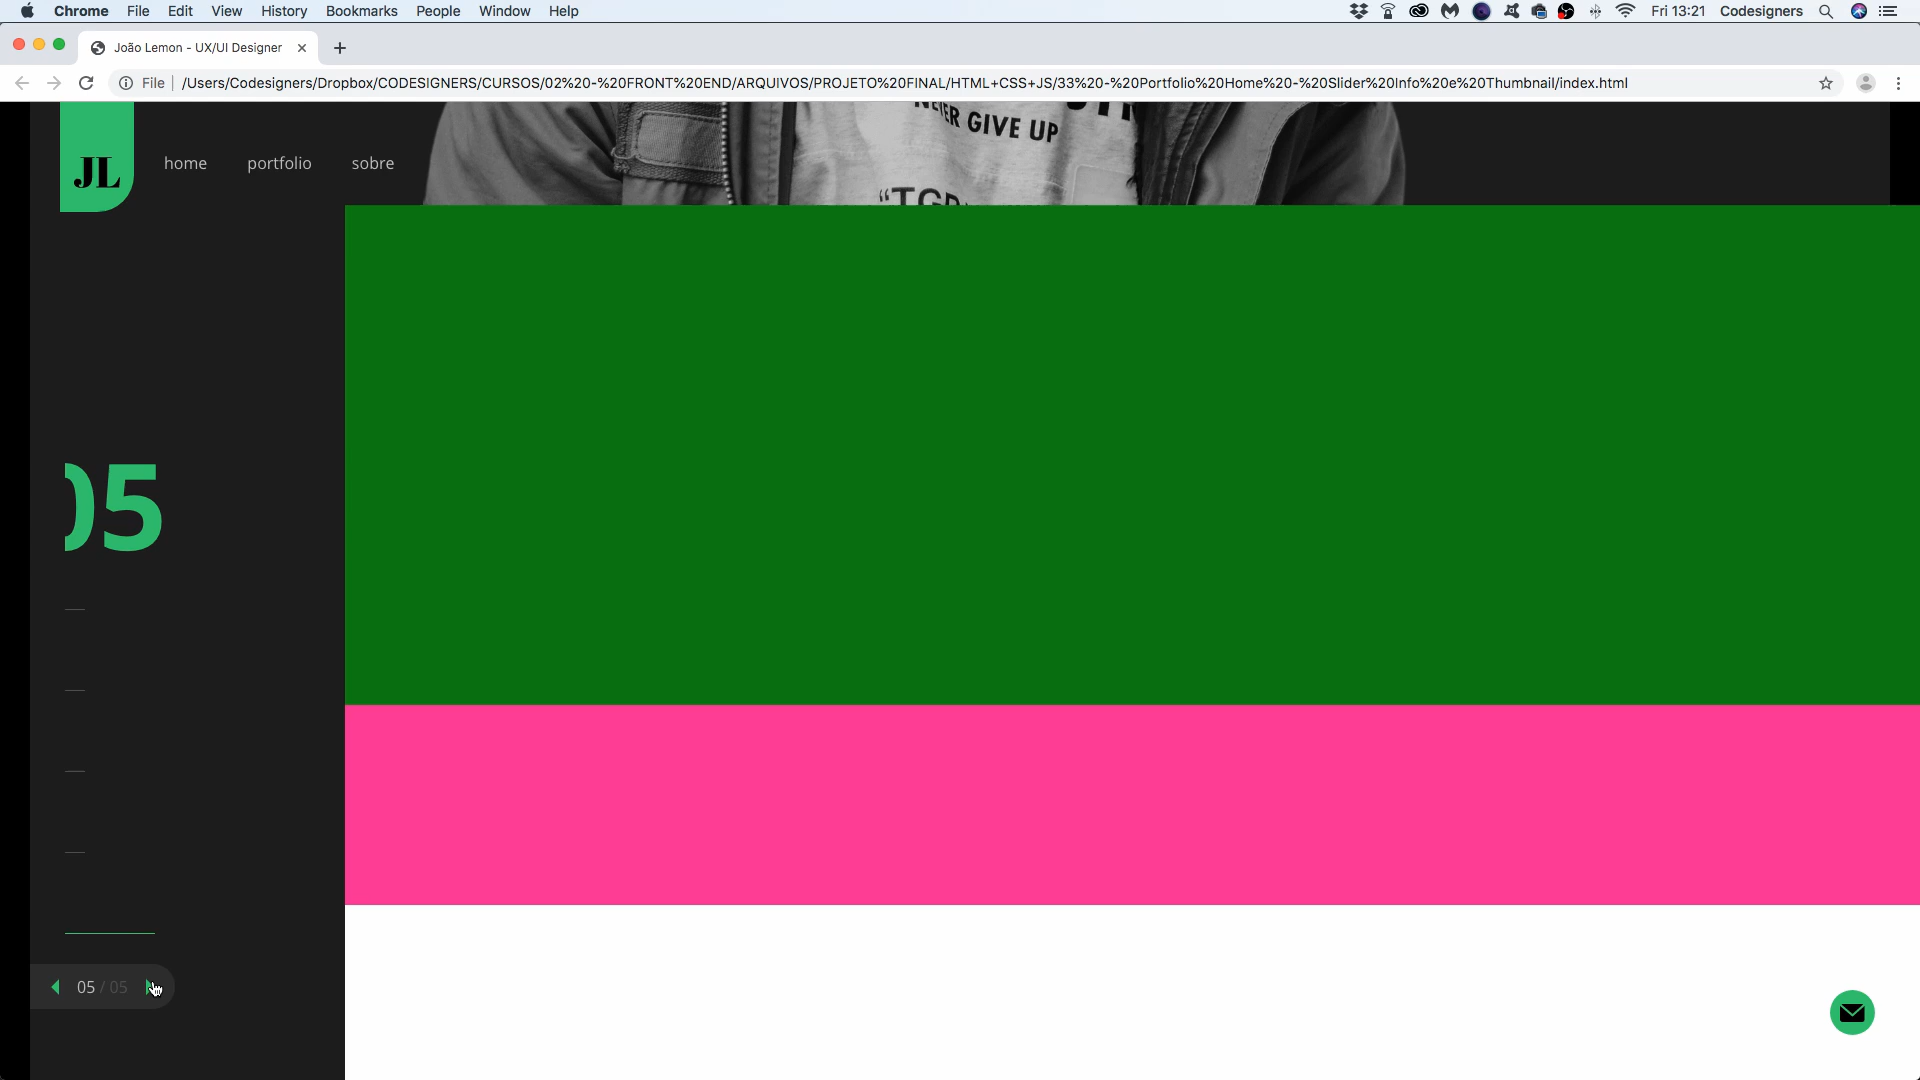 Chrome File Edit View History Bookmarks People Window Help Fri 13:21 Codesigners
João Lemon - UX/UI Designer
File /Users/Codesigners/Dropbox/CODESIGNERS/CURSOS/02%20-%20FRONT%20END/ARQUIVOS/PROJETO%20FINAL/HTML+CSS+JS/33%20-%20Portfolio%20Home%20-%20Slider%20Info%20e%20Thumbnail/index.html
NEVER GIVE UP
JL home portfolio sobre
05
05 / 05